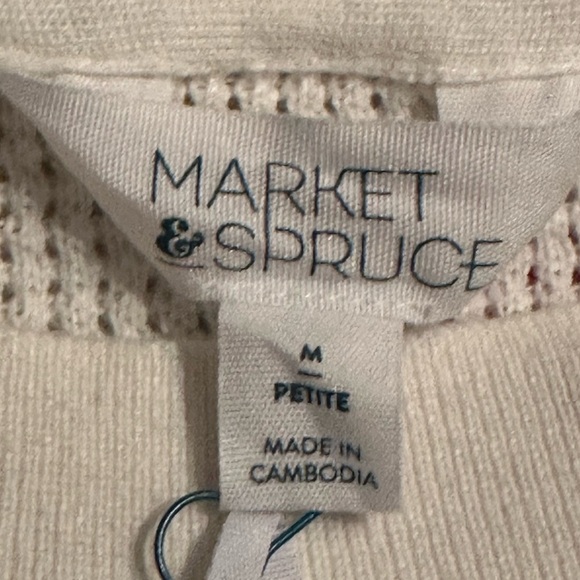 MARKET
& SPRUCE
M
PETITE
MADE IN
CAMBODIA